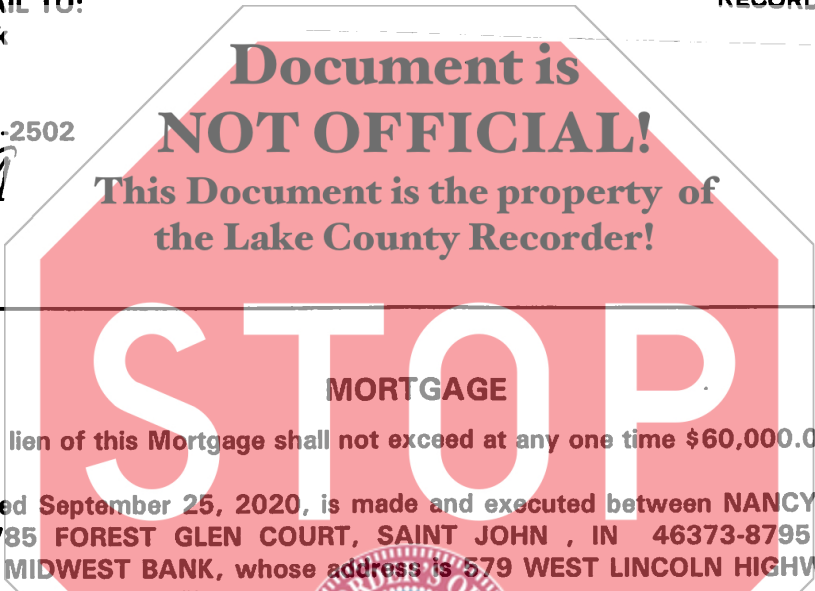 TO:
RECORD
-2502
Document is
NOT OFFICIAL!
This Document is the property of
the Lake County Recorder!
STOP
MORTGAGE
lien of this Mortgage shall not exceed at any one time $60,000.0
ed September 25, 2020, is made and executed between NANCY
785 FOREST GLEN COURT, SAINT JOHN , IN 46373-8795
MIDWEST BANK, whose address is 579 WEST LINCOLN HIGHW